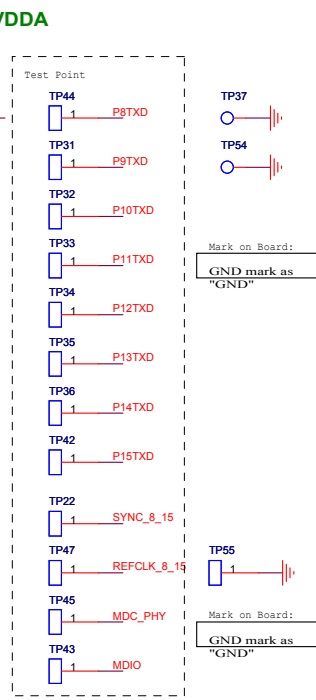 VDDA
Test Point
TP44
1 P8TXD
TP31
1 P9TXD
TP32
1 P10TXD
TP33
1 P11TXD
TP34
1 P12TXD
TP35
1 P13TXD
TP36
1 P14TXD
TP42
1 P15TXD
TP22
1 SYNC_8_15
TP47
1 REFCLK_8_15
TP45
1 MDC_PHY
TP43
1 MDIO
TP37
TP54
Mark on Board:
GND mark as
"GND"
TP55
1
Mark on Board:
GND mark as
"GND"